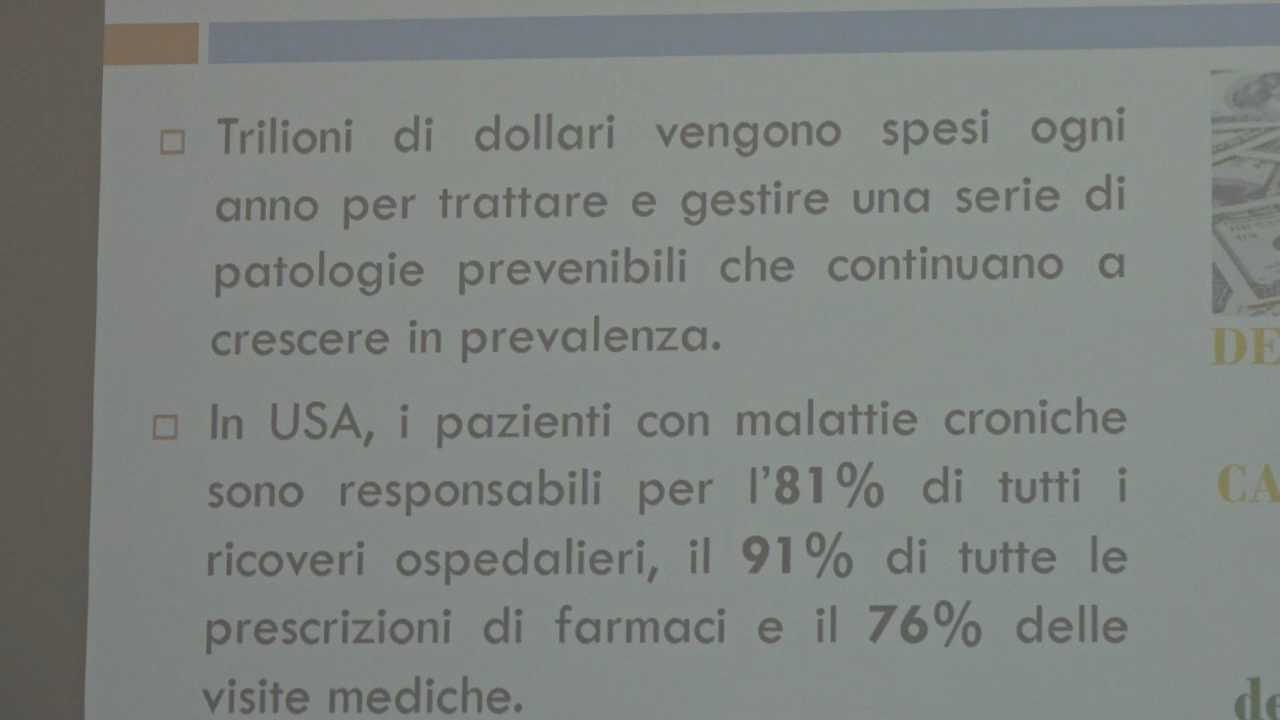 Trilioni di dollari vengono spesi ogni
anno per trattare e gestire una serie di
patologie prevenibili che continuano a
crescere in prevalenza.
In USA, i pazienti con malattie croniche
sono responsabili per l'81% di tutti i
ricoveri ospedalieri, il 91% di tutte le
prescrizioni di farmaci e il 76% delle
visite mediche.